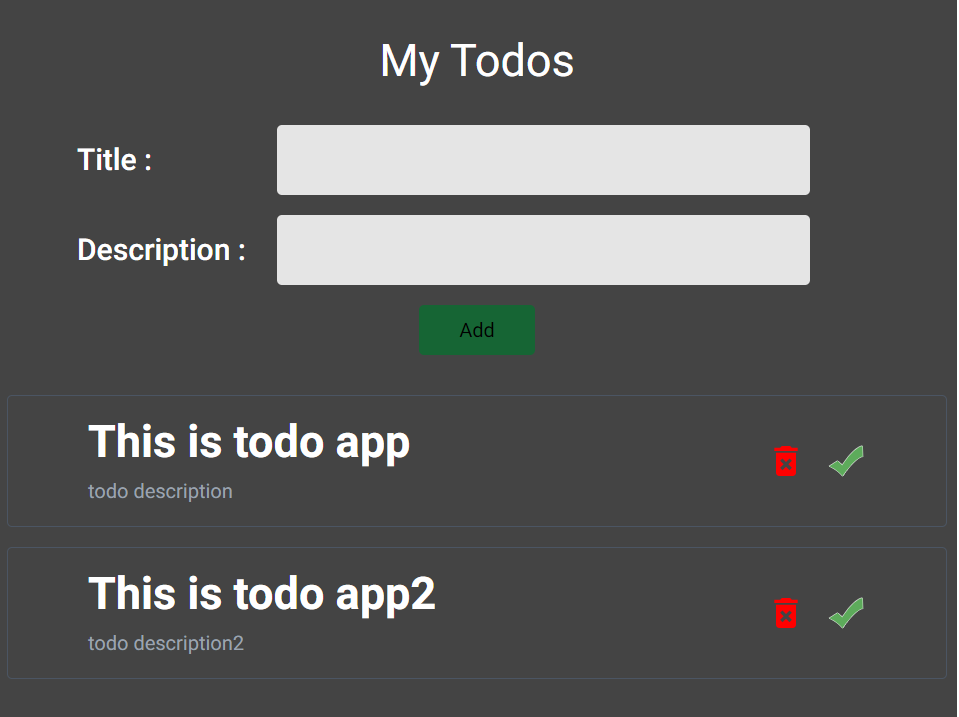 My Todos
Title :
Description :
Add
This is todo app
todo description
This is todo app2
todo description2